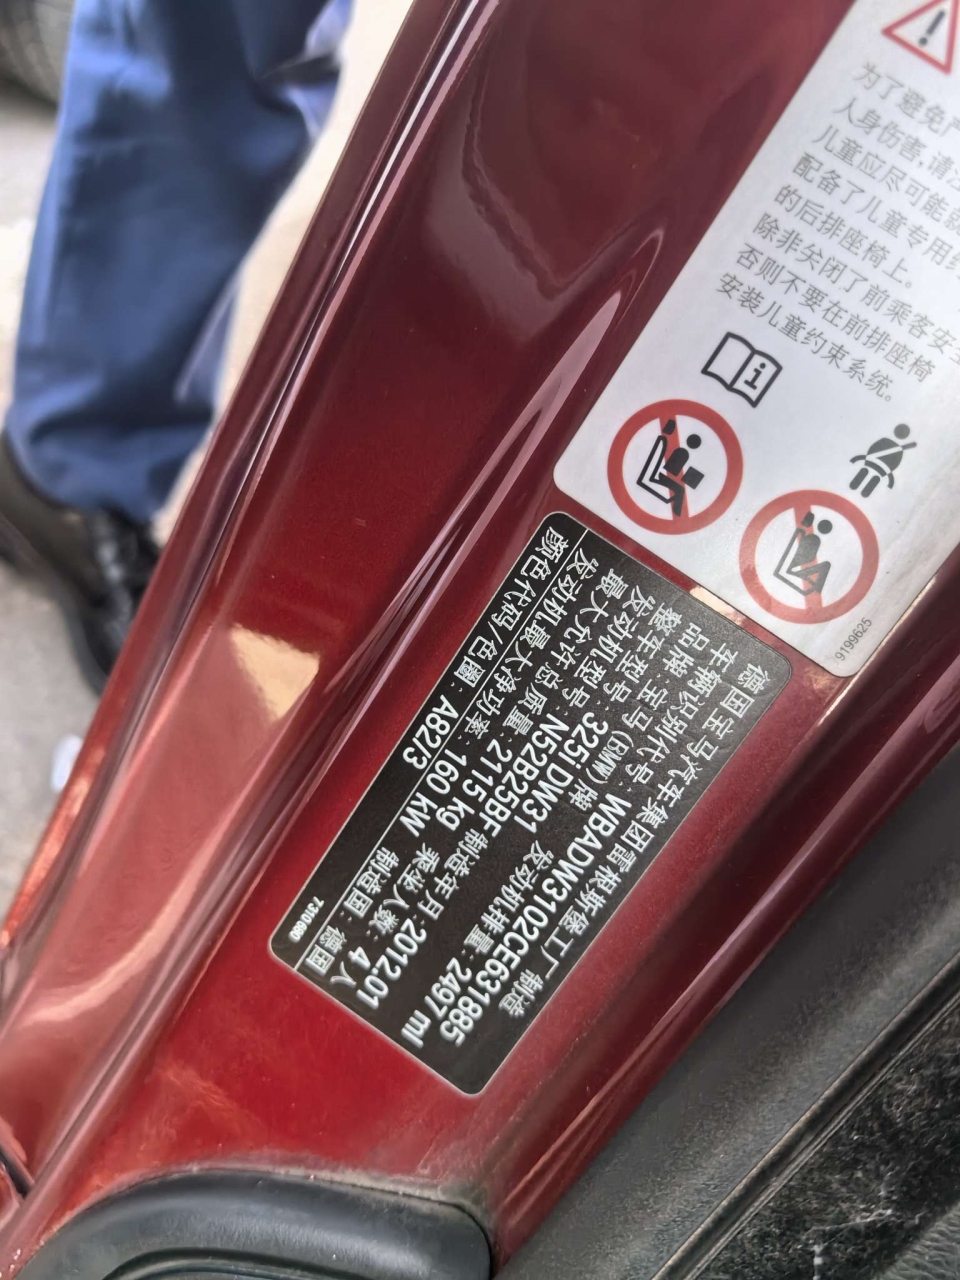 为了避免严
人身伤害,请注
儿童应尽可能
配备了儿童专用
的后排座椅上。
除非关闭了前乘客安全
否则不要在前排座椅
安装儿童约束系统。
9199625
德国宝马汽车集团雷根斯堡工厂 制造
车辆识别代号: WBADW3102CE631885
品牌: 宝马(BMW)牌 发动机排量: 2497 ml
整车型号: 325I DW31
发动机型号: N52B25BF 制造年月: 2012.01
最大允许总质量: 2115 kg 乘坐人数: 4 人
发动机最大净功率: 160 kW 制造国: 德国
颜色代码/色圈: A82/3